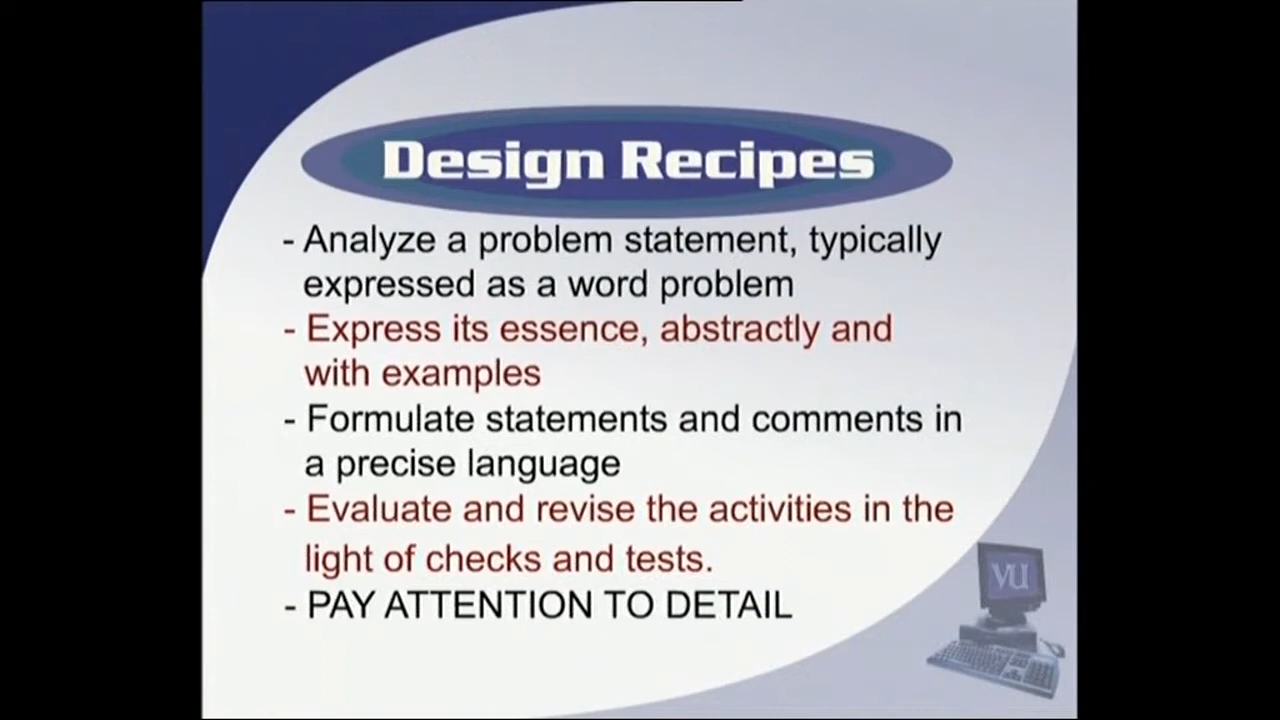 Design Recipes
- Analyze a problem statement, typically
expressed as a word problem
- Express its essence, abstractly and
with examples
- Formulate statements and comments in
a precise language
- Evaluate and revise the activities in the
light of checks and tests.
- PAY ATTENTION TO DETAIL
VU